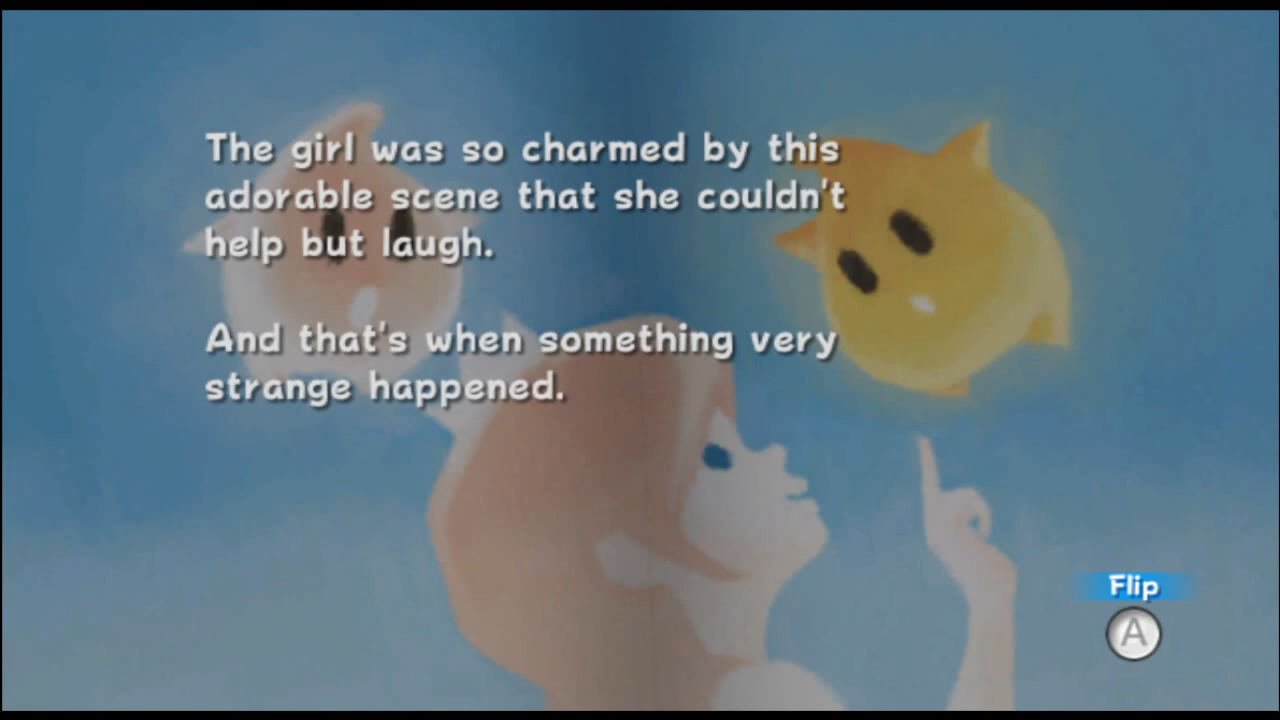 The girl was so charmed by this
adorable scene that she couldn't
help but laugh.
And that's when something very
strange happened.
Flip
A